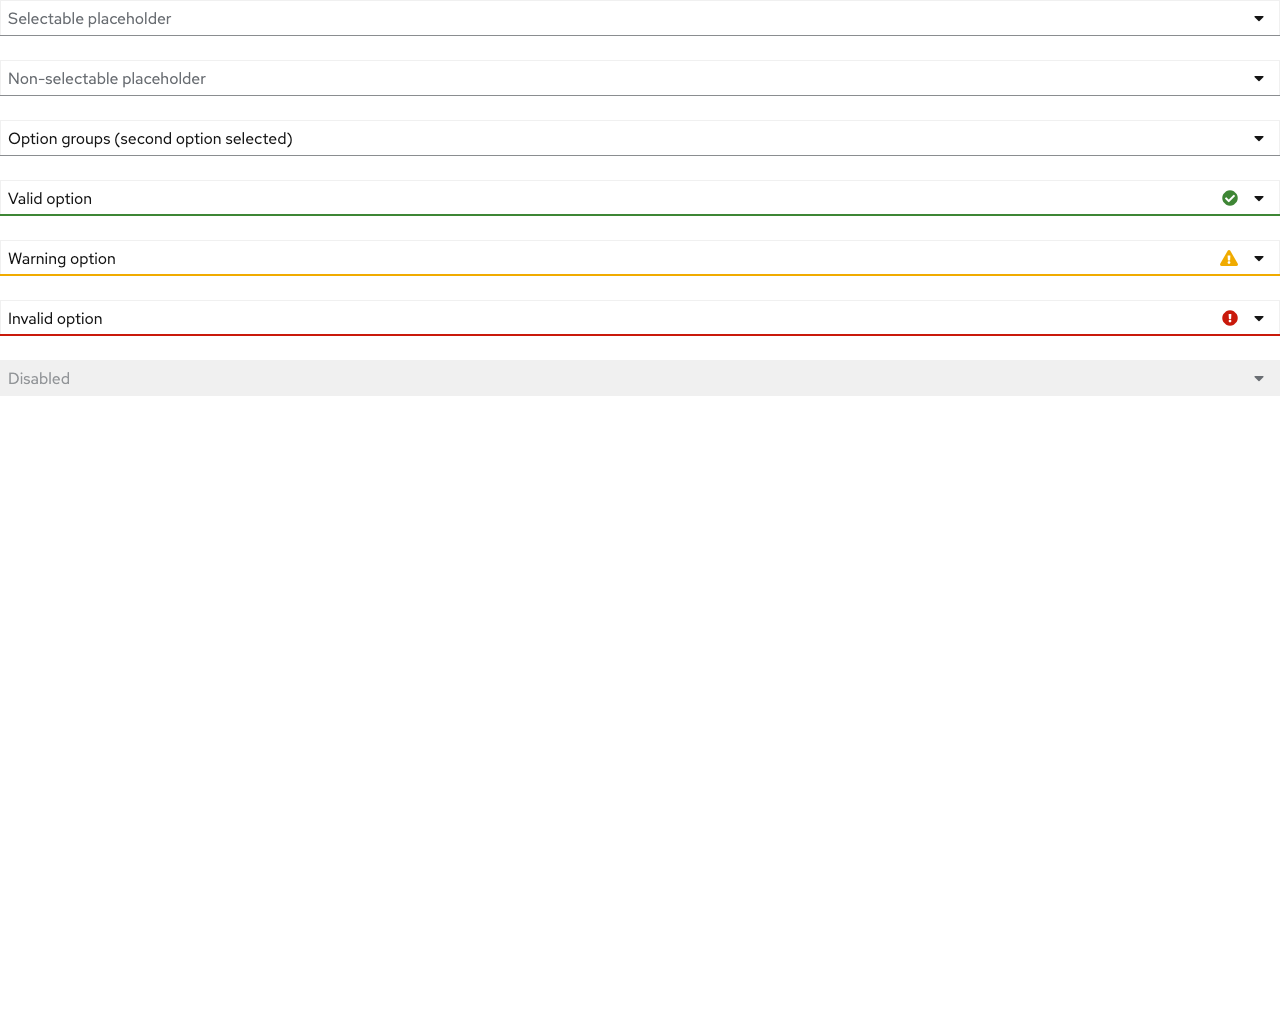 Selectable placeholder
Non-selectable placeholder
Option groups (second option selected)
Valid option
Warning option
Invalid option
Disabled